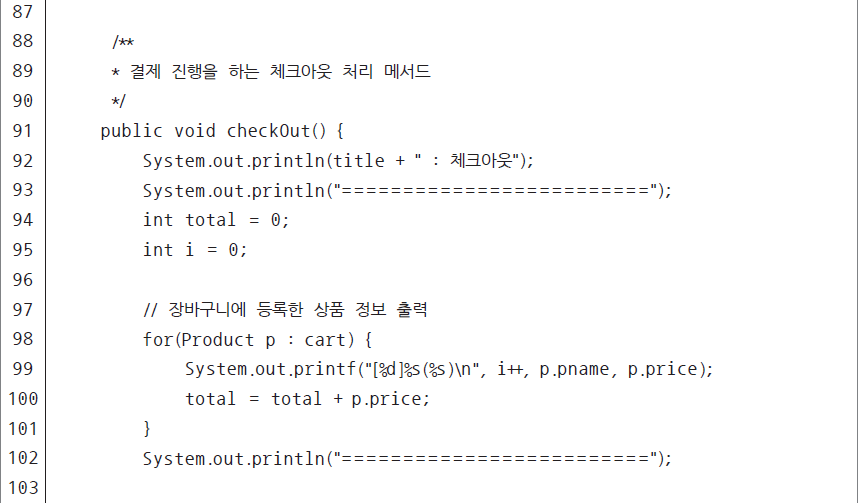 87
88 /**
89 * 결제 진행을 하는 체크아웃 처리 메서드
90 */
91 public void checkOut() {
92 System.out.println(title + " : 체크아웃");
93 System.out.println("=========================");
94 int total = 0;
95 int i = 0;
96
97 // 장바구니에 등록한 상품 정보 출력
98 for(Product p : cart) {
99 System.out.printf("[%d]%s(%s)\n", i++, p.pname, p.price);
100 total = total + p.price;
101 }
102 System.out.println("=========================");
103